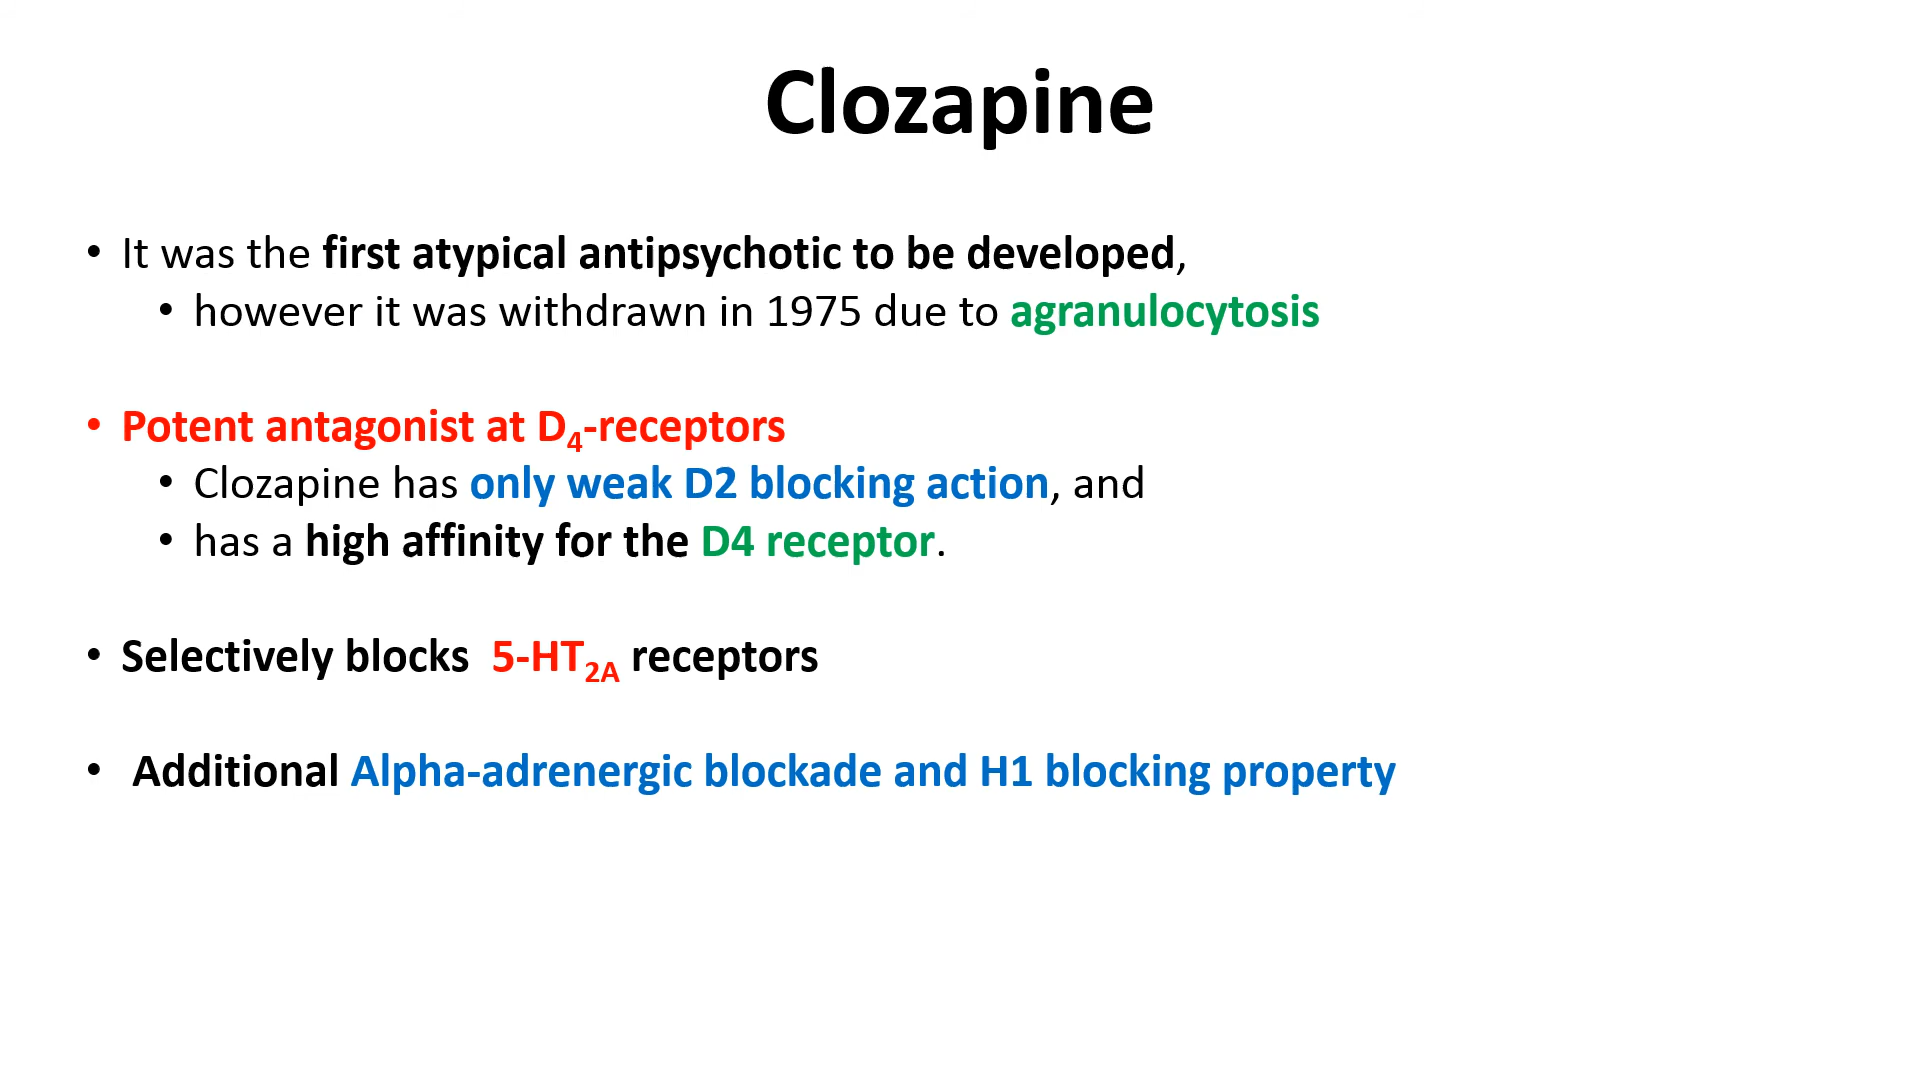 Clozapine
• It was the first atypical antipsychotic to be developed,
• however it was withdrawn in 1975 due to agranulocytosis
• Potent antagonist at D4-receptors
• Clozapine has only weak D2 blocking action, and
• has a high affinity for the D4 receptor.
• Selectively blocks 5-HT2A receptors
• Additional Alpha-adrenergic blockade and H1 blocking property